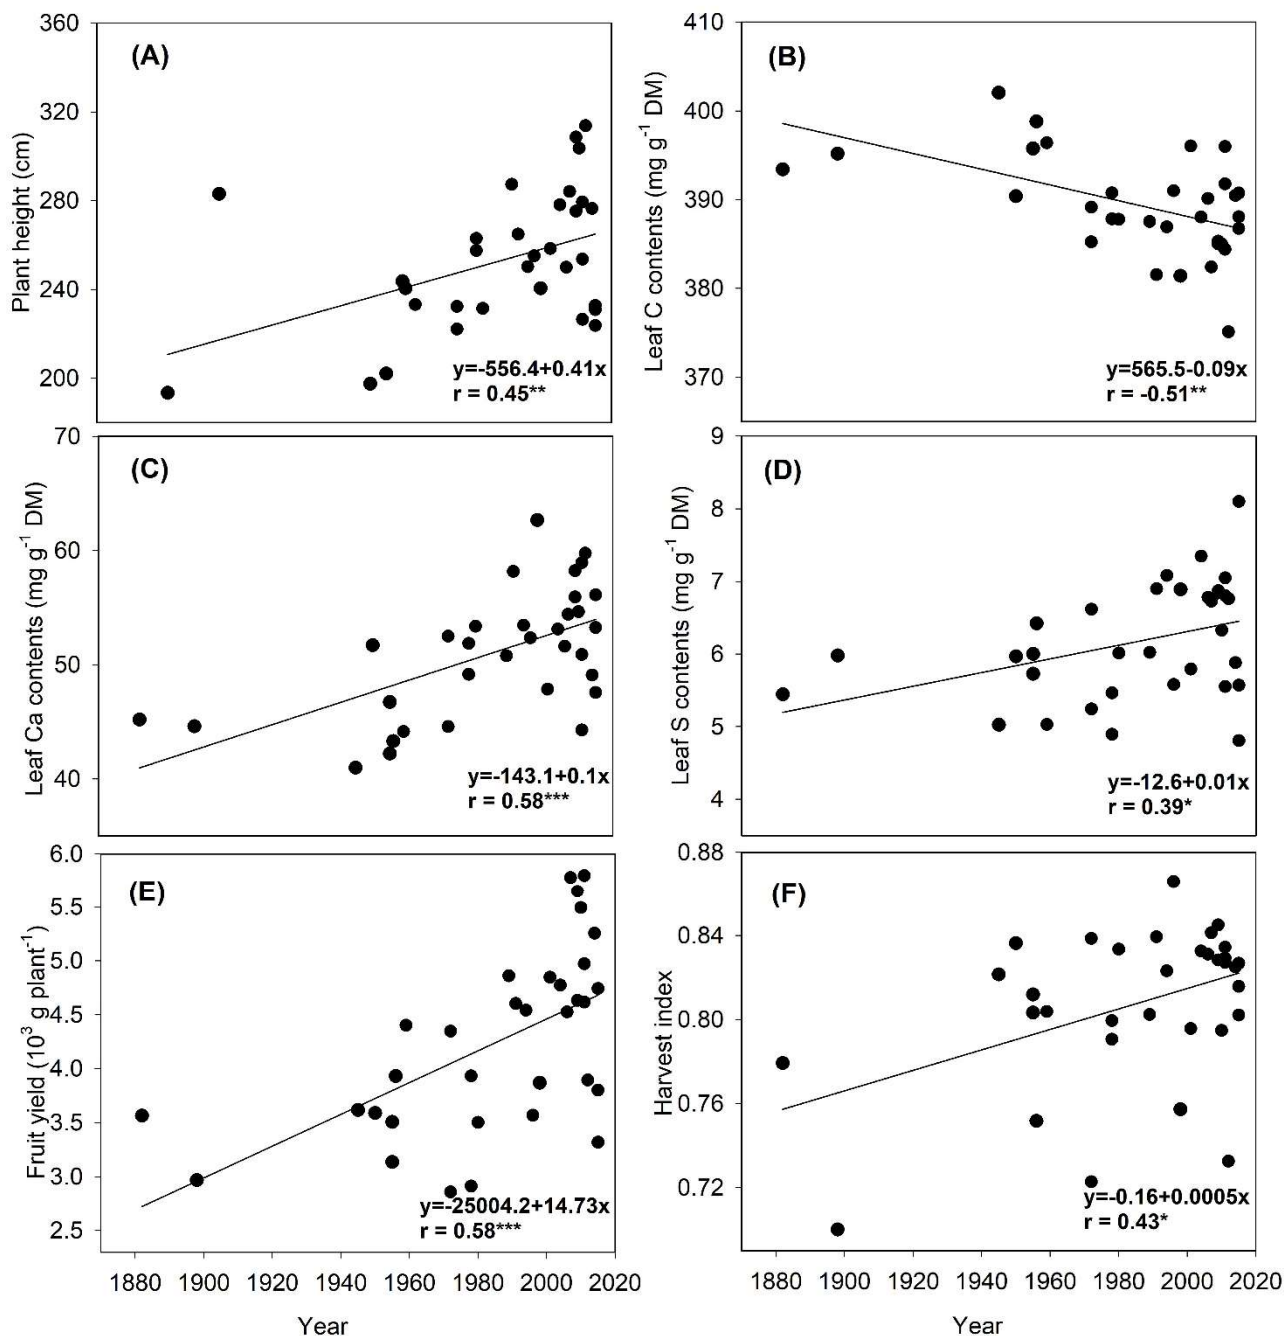 (A)
Plant height (cm)
360
320
280
240
200
y=-556.4+0.41x
r = 0.45**
(B)
Leaf C contents (mg g⁻¹ DM)
410
400
390
380
370
y=565.5-0.09x
r = -0.51**
(C)
Leaf Ca contents (mg g⁻¹ DM)
70
60
50
40
y=-143.1+0.1x
r = 0.58***
(D)
Leaf S contents (mg g⁻¹ DM)
9
8
7
6
5
4
y=-12.6+0.01x
r = 0.39*
(E)
Fruit yield (10³ g plant⁻¹)
6.0
5.5
5.0
4.5
4.0
3.5
3.0
2.5
y=-25004.2+14.73x
r = 0.58***
1880 1900 1920 1940 1960 1980 2000 2020
Year
(F)
Harvest index
0.88
0.84
0.80
0.76
0.72
y=-0.16+0.0005x
r = 0.43*
1880 1900 1920 1940 1960 1980 2000 2020
Year